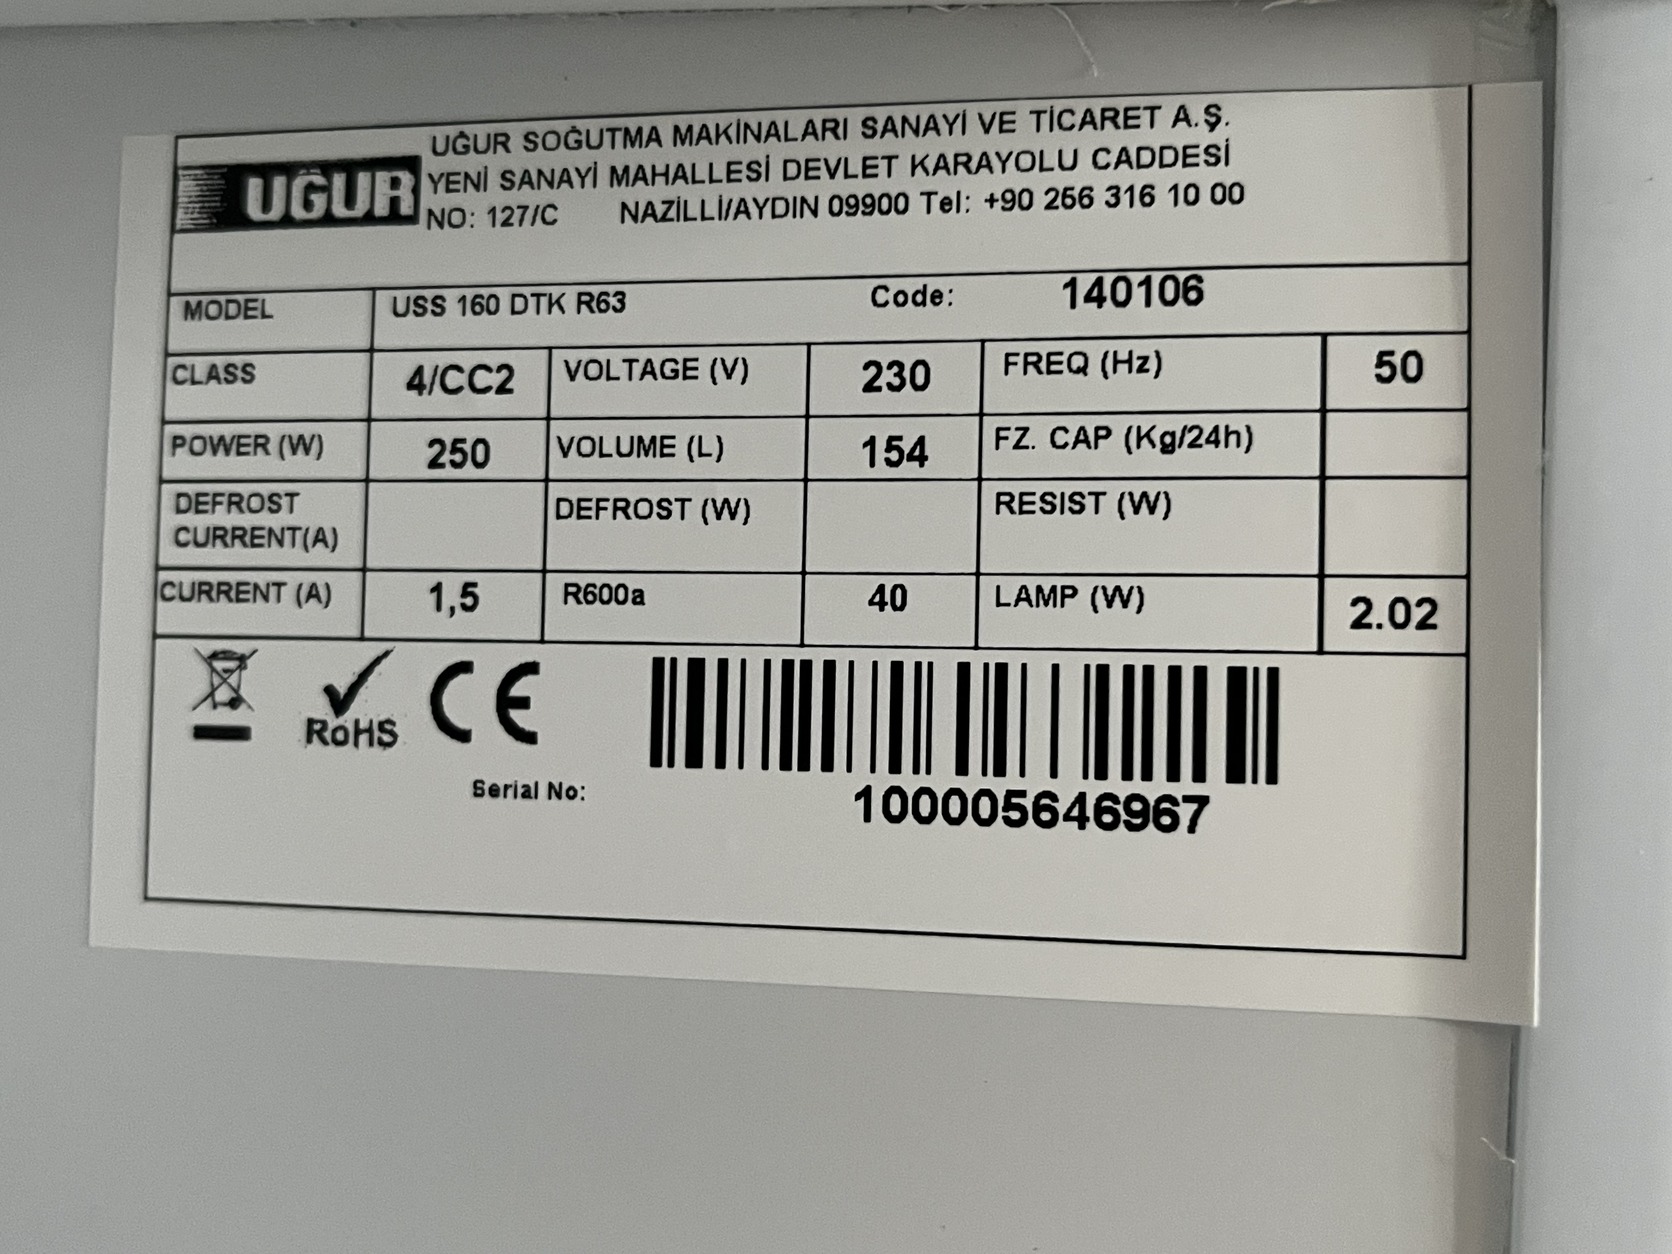 UĞUR SOĞUTMA MAKİNALARI SANAYİ VE TİCARET A.Ş.
UĞUR YENİ SANAYİ MAHALLESİ DEVLET KARAYOLU CADDESİ
NO: 127/C NAZİLLİ/AYDIN 09900 Tel: +90 256 316 10 00
MODEL USS 160 DTK R63 Code: 140106
CLASS 4/CC2 VOLTAGE (V) 230 FREQ (Hz) 50
POWER (W) 250 VOLUME (L) 154 FZ. CAP (Kg/24h)
DEFROST CURRENT(A) DEFROST (W) RESIST (W)
CURRENT (A) 1,5 R600a 40 LAMP (W) 2.02
RoHS CE
Serial No: 100005646967